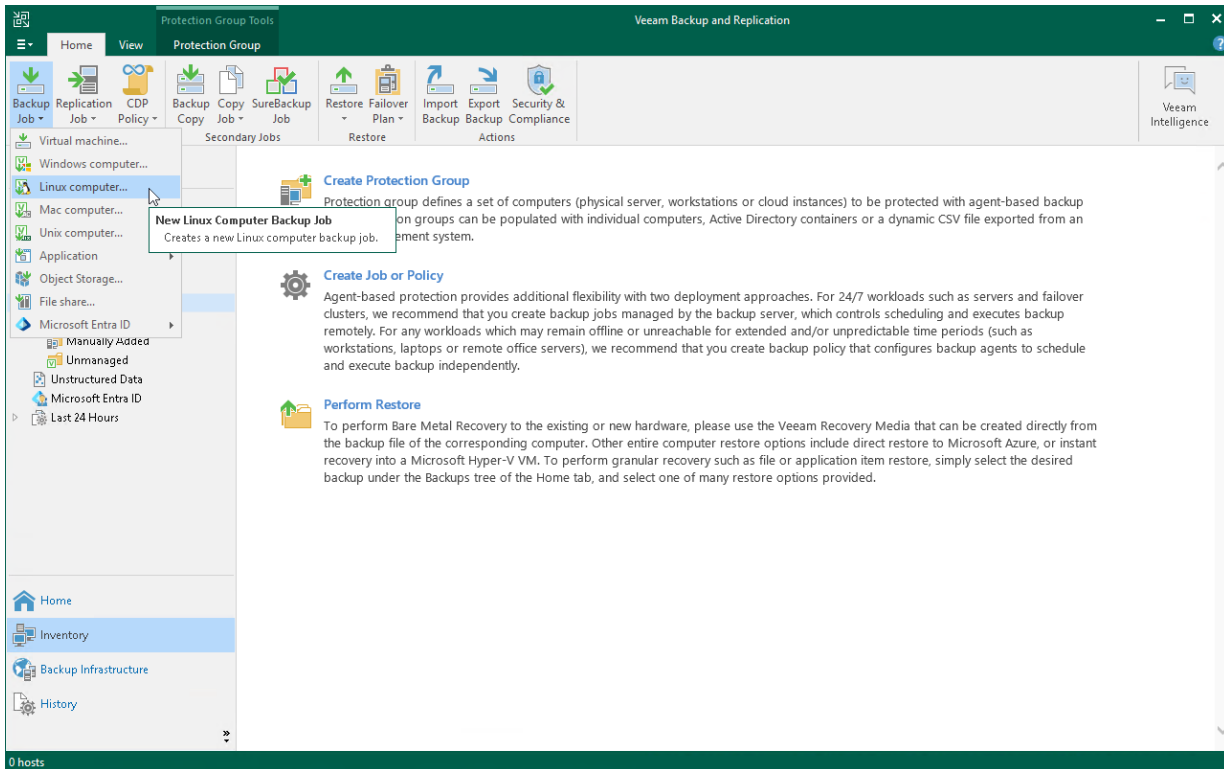 Protection Group Tools
Veeam Backup and Replication
Home
View
Protection Group
Backup Job
Replication Job
CDP Policy
Backup Copy
Copy Job
SureBackup Job
Restore
Failover Plan
Import Backup
Export Backup
Security & Compliance
Veeam Intelligence
Secondary Jobs
Restore
Actions
Virtual machine...
Windows computer...
Linux computer...
Mac computer...
Unix computer...
Application
Object Storage...
File share...
Microsoft Entra ID
New Linux Computer Backup Job
Creates a new Linux computer backup job.
Manually Added
Unmanaged
Unstructured Data
Microsoft Entra ID
Last 24 Hours
Create Protection Group
Protection group defines a set of computers (physical server, workstations or cloud instances) to be protected with agent-based backup
on groups can be populated with individual computers, Active Directory containers or a dynamic CSV file exported from an
ement system.
Create Job or Policy
Agent-based protection provides additional flexibility with two deployment approaches. For 24/7 workloads such as servers and failover
clusters, we recommend that you create backup jobs managed by the backup server, which controls scheduling and executes backup
remotely. For any workloads which may remain offline or unreachable for extended and/or unpredictable time periods (such as
workstations, laptops or remote office servers), we recommend that you create backup policy that configures backup agents to schedule
and execute backup independently.
Perform Restore
To perform Bare Metal Recovery to the existing or new hardware, please use the Veeam Recovery Media that can be created directly from
the backup file of the corresponding computer. Other entire computer restore options include direct restore to Microsoft Azure, or instant
recovery into a Microsoft Hyper-V VM. To perform granular recovery such as file or application item restore, simply select the desired
backup under the Backups tree of the Home tab, and select one of many restore options provided.
Home
Inventory
Backup Infrastructure
History
0 hosts